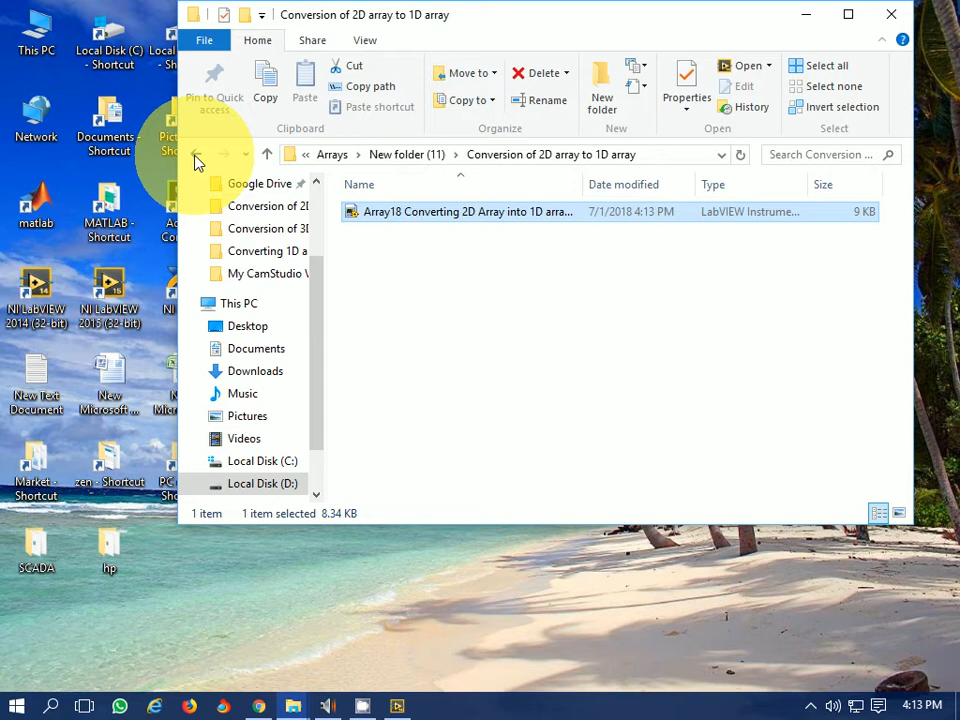 Conversion of 2D array to 1D array
File
Home
Share
View
Pin to Quick access
Copy
Paste
Cut
Copy path
Paste shortcut
Clipboard
Move to
Copy to
Delete
Rename
Organize
New folder
New
Properties
Open
Edit
History
Open
Select all
Select none
Invert selection
Select
« Arrays > New folder (11) > Conversion of 2D array to 1D array
Search Conversion ...
Google Drive
Conversion of 2D
Conversion of 3D
Converting 1D a
My CamStudio V
This PC
Desktop
Documents
Downloads
Music
Pictures
Videos
Local Disk (C:)
Local Disk (D:)
Name
Date modified
Type
Size
Array18 Converting 2D Array into 1D arra...
7/1/2018 4:13 PM
LabVIEW Instrume...
9 KB
1 item
1 item selected 8.34 KB
This PC
Local Disk (C)
- Shortcut
Network
Documents -
Shortcut
matlab
MATLAB -
Shortcut
NI LabVIEW
2014 (32-bit)
NI LabVIEW
2015 (32-bit)
New Text
Document
New
Microsoft ...
Market -
Shortcut
zen - Shortcut
SCADA
hp
4:13 PM